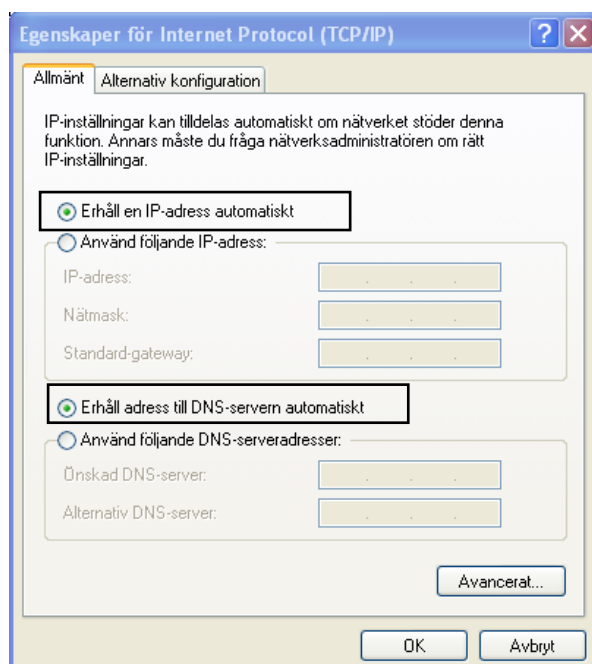 Egenskaper för Internet Protocol (TCP/IP)
Allmänt
Alternativ konfiguration
IP-inställningar kan tilldelas automatiskt om nätverket stöder denna
funktion. Annars måste du fråga nätverksadministratören om rätt
IP-inställningar.
Erhåll en IP-adress automatiskt
Använd följande IP-adress:
IP-adress:
Nätmask:
Standard-gateway:
Erhåll adress till DNS-servern automatiskt
Använd följande DNS-serveradresser:
Önskad DNS-server:
Alternativ DNS-server:
Avancerat...
OK
Avbryt